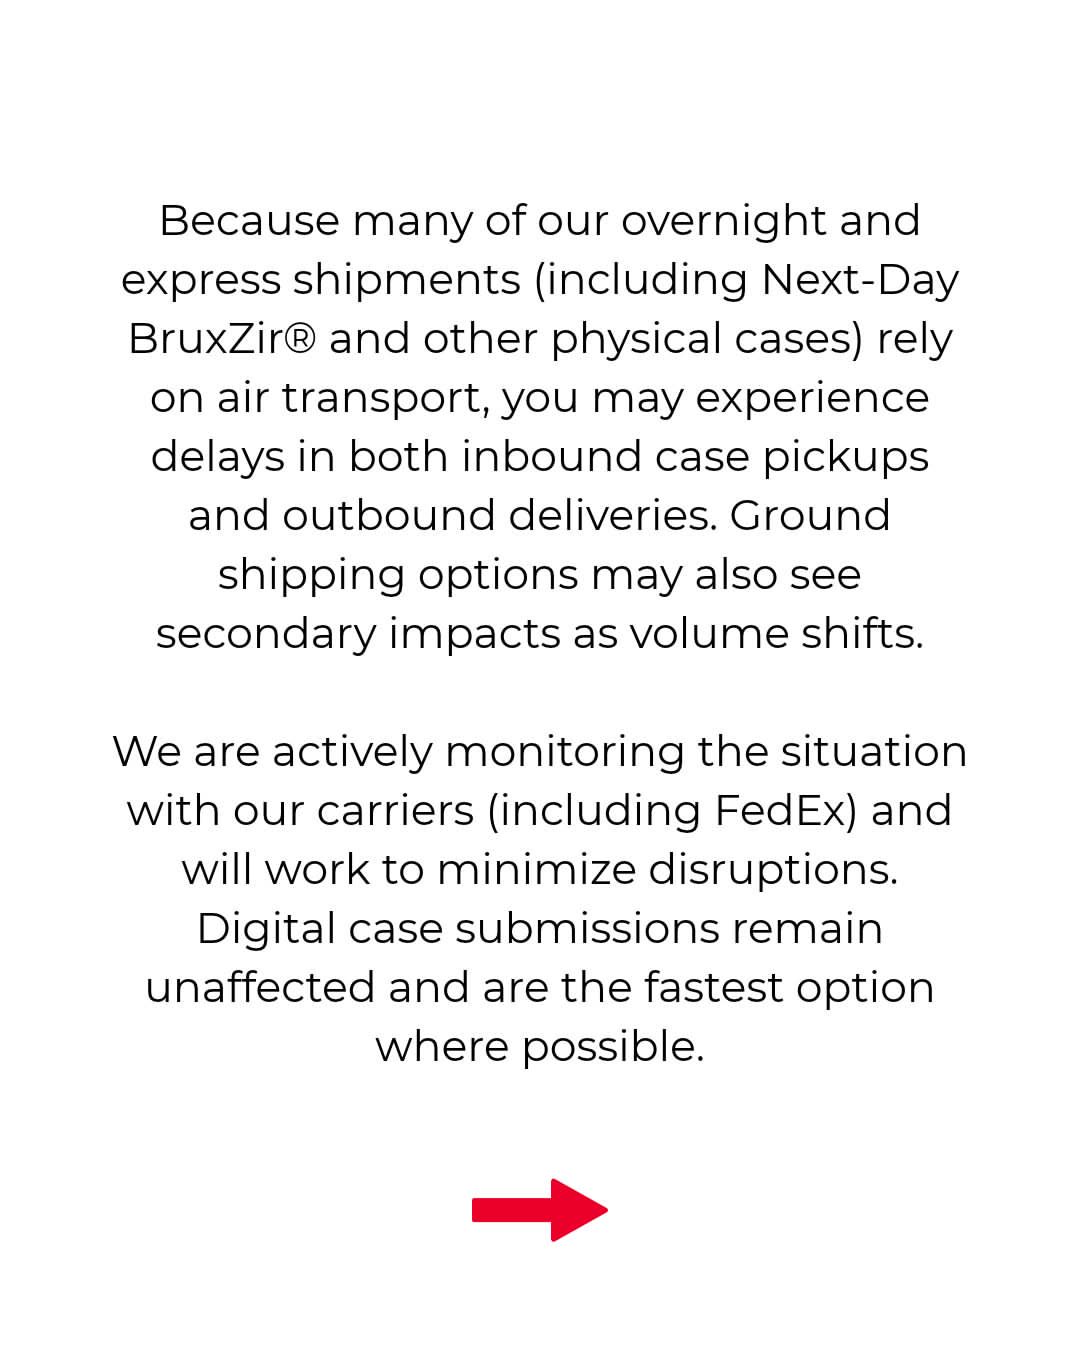 Because many of our overnight and
express shipments (including Next-Day
BruxZir® and other physical cases) rely
on air transport, you may experience
delays in both inbound case pickups
and outbound deliveries. Ground
shipping options may also see
secondary impacts as volume shifts.
We are actively monitoring the situation
with our carriers (including FedEx) and
will work to minimize disruptions.
Digital case submissions remain
unaffected and are the fastest option
where possible.